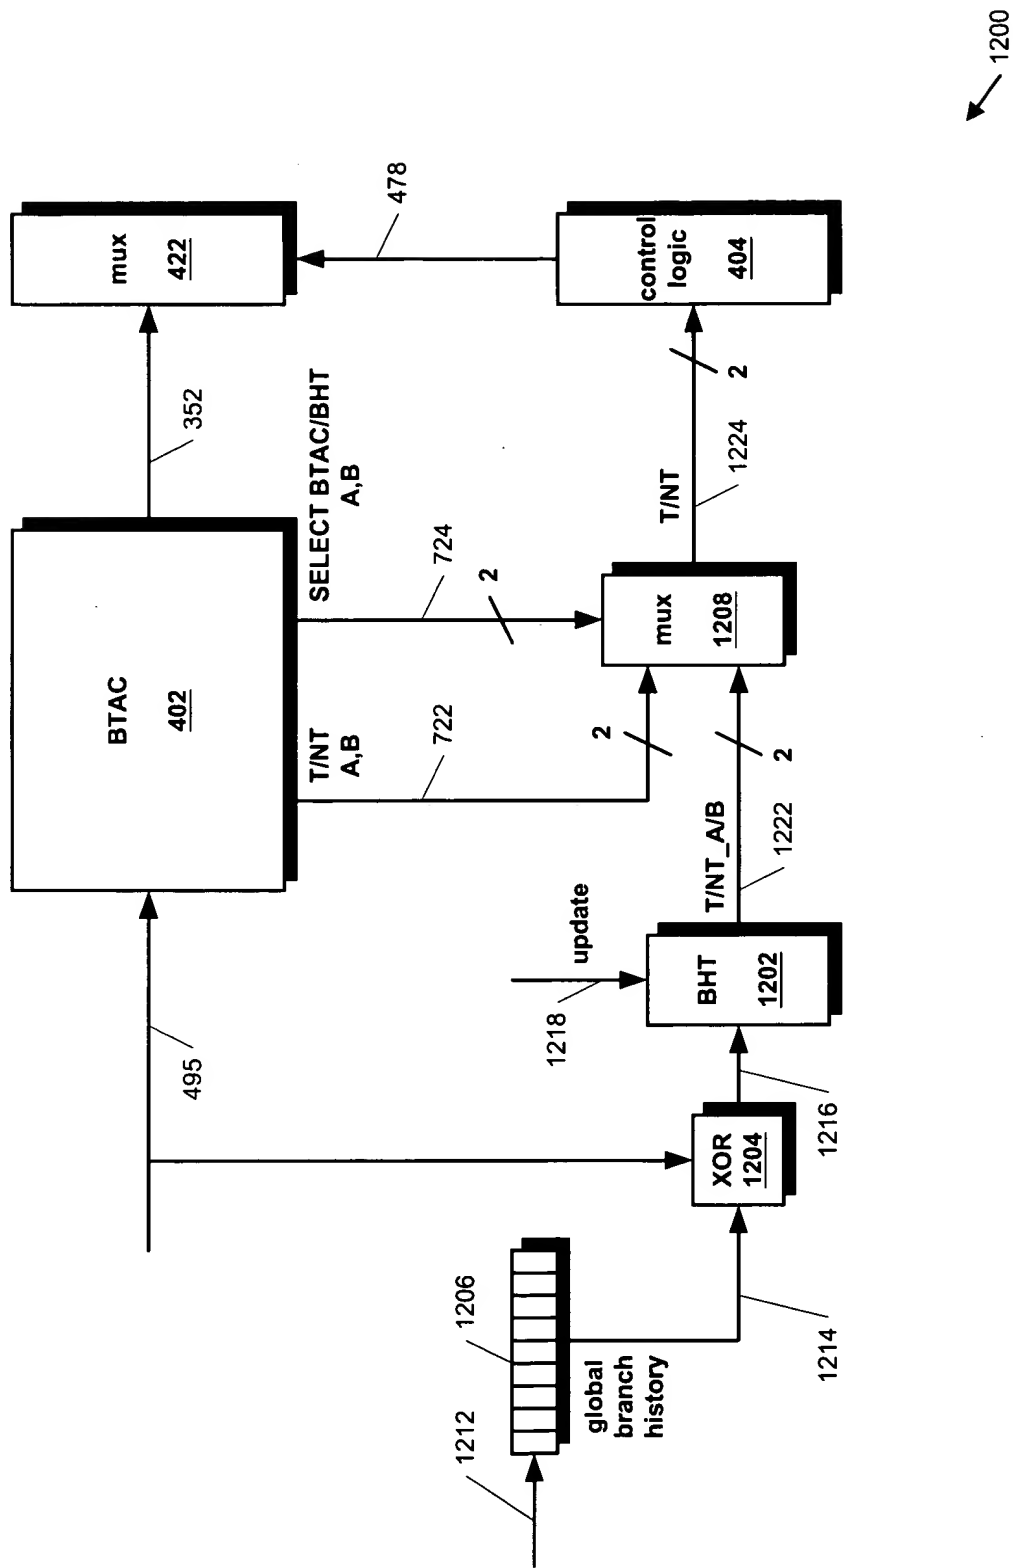 BTAC
402
mux
422
352
495
T/NT
A,B
722
SELECT BTAC/BHT
A,B
724
2
478
global
branch
history
1206
1212
1214
XOR
1204
1216
update
1218
BHT
1202
T/NT_A/B
1222
2
2
mux
1208
T/NT
1224
2
control
logic
404
1200